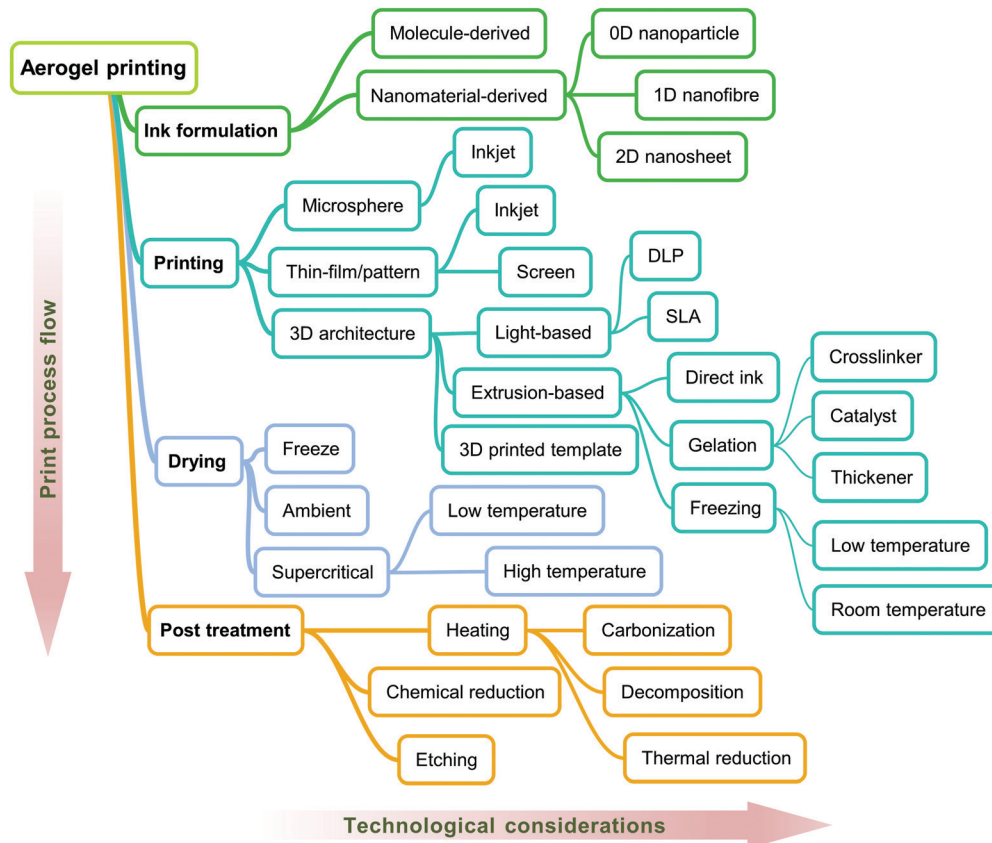 Aerogel printing
Ink formulation
Molecule-derived
Nanomaterial-derived
0D nanoparticle
1D nanofibre
2D nanosheet
Printing
Microsphere
Inkjet
Thin-film/pattern
Inkjet
Screen
3D architecture
Light-based
DLP
SLA
Extrusion-based
Direct ink
Gelation
Crosslinker
Catalyst
Thickener
Freezing
Low temperature
Room temperature
3D printed template
Drying
Freeze
Ambient
Supercritical
Low temperature
High temperature
Post treatment
Heating
Carbonization
Decomposition
Thermal reduction
Chemical reduction
Etching
Print process flow
Technological considerations